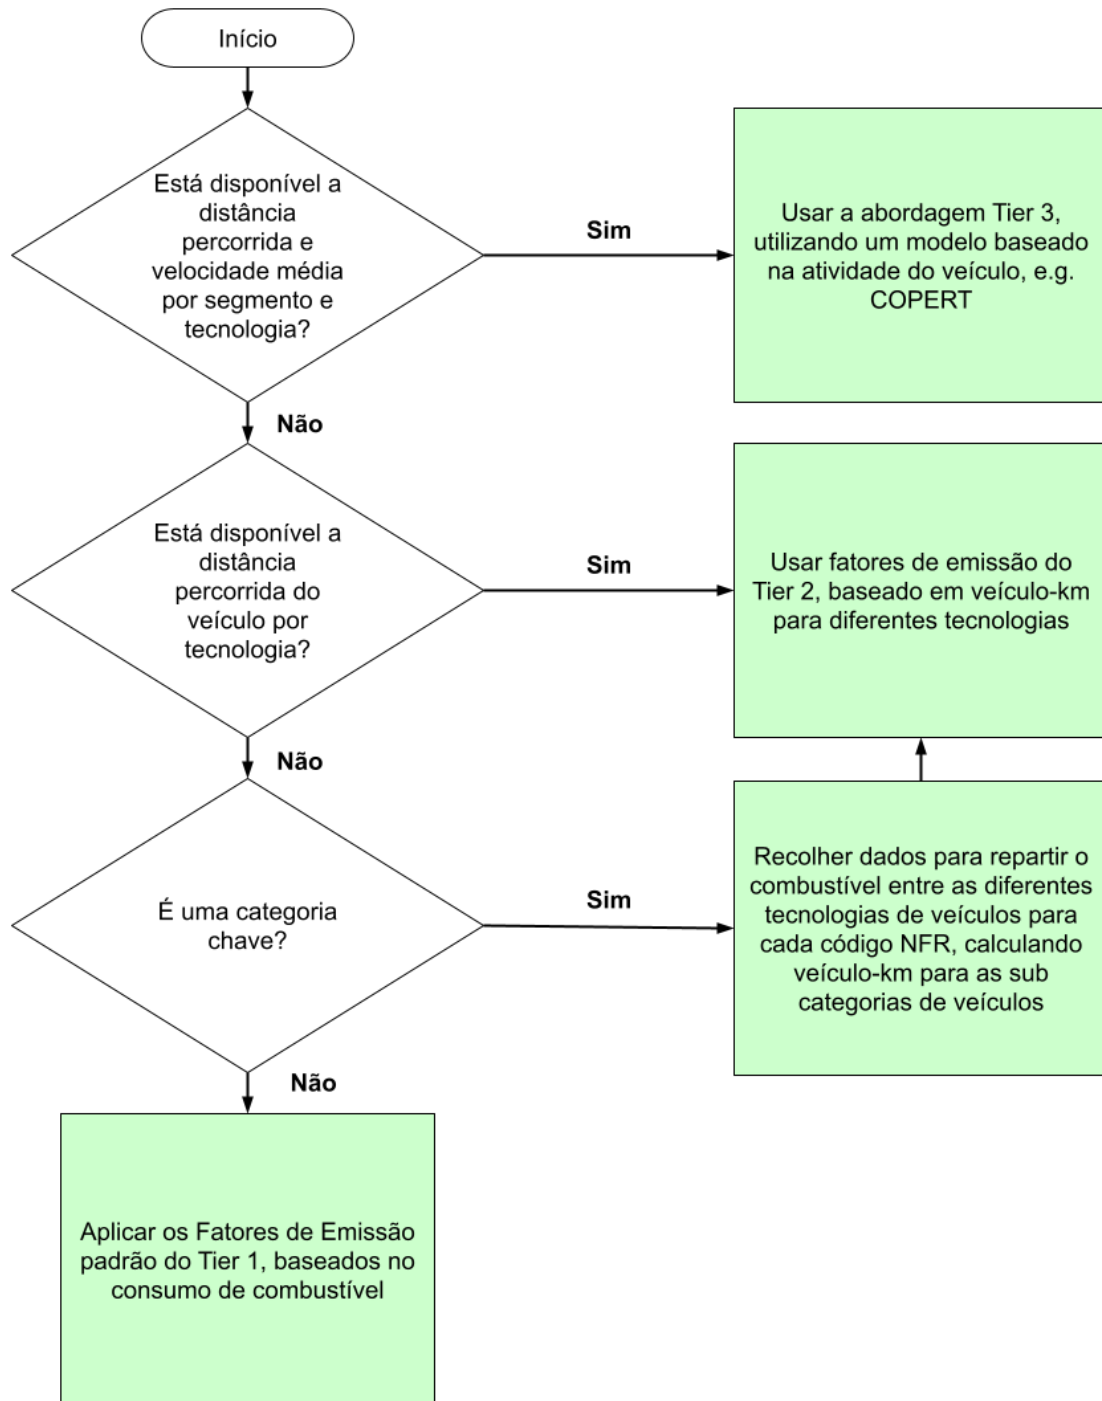 Início
Está disponível a
distância
percorrida e
velocidade média
por segmento e
tecnologia?
Sim
Usar a abordagem Tier 3,
utilizando um modelo baseado
na atividade do veículo, e.g.
COPERT
Não
Está disponível a
distância
percorrida do
veículo por
tecnologia?
Sim
Usar fatores de emissão do
Tier 2, baseado em veículo-km
para diferentes tecnologias
Não
É uma categoria
chave?
Sim
Recolher dados para repartir o
combustível entre as diferentes
tecnologias de veículos para
cada código NFR, calculando
veículo-km para as sub
categorias de veículos
Não
Aplicar os Fatores de Emissão
padrão do Tier 1, baseados no
consumo de combustível